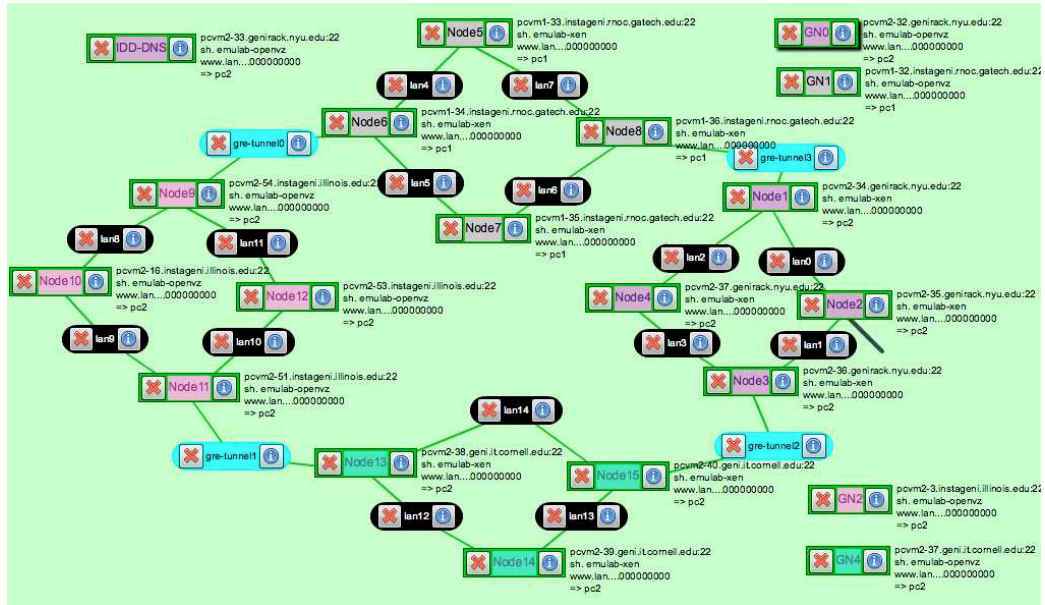 IDD-DNS
pcvm2-33.genirack.nyu.edu:22
sh. emulab-openvz
www.lan....000000000
=> pc2
Node5
pcvm1-33.instageni.rnoc.gatech.edu:22
sh. emulab-xen
www.lan....000000000
=> pc1
GN0
pcvm2-32.genirack.nyu.edu:22
sh. emulab-openvz
www.lan....000000000
=> pc2
GN1
pcvm1-32.instageni.rnoc.gatech.edu:22
sh. emulab-openvz
www.lan....000000000
=> pc1
lan4
lan7
Node6
pcvm1-34.instageni.rnoc.gatech.edu:22
sh. emulab-xen
www.lan....000000000
=> pc1
Node8
pcvm1-36.instageni.rnoc.gatech.edu:22
sh. emulab-xen
www.lan....000000000
=> pc1
gre-tunnel0
gre-tunnel3
lan5
lan6
Node9
pcvm2-54.instageni.illinois.edu:22
sh. emulab-openvz
www.lan....000000000
=> pc2
Node1
pcvm2-34.genirack.nyu.edu:22
sh. emulab-xen
www.lan....000000000
=> pc2
Node7
pcvm1-35.instageni.rnoc.gatech.edu:22
sh. emulab-xen
www.lan....000000000
=> pc1
lan8
lan11
lan2
lan0
Node10
pcvm2-16.instageni.illinois.edu:22
sh. emulab-openvz
www.lan....000000000
=> pc2
Node12
pcvm2-53.instageni.illinois.edu:22
sh. emulab-openvz
www.lan....000000000
=> pc2
Node4
pcvm2-37.genirack.nyu.edu:22
sh. emulab-xen
www.lan....000000000
=> pc2
Node2
pcvm2-35.genirack.nyu.edu:22
sh. emulab-xen
www.lan....000000000
=> pc2
lan9
lan10
lan3
lan1
Node11
pcvm2-51.instageni.illinois.edu:22
sh. emulab-openvz
www.lan....000000000
=> pc2
Node3
pcvm2-36.genirack.nyu.edu:22
sh. emulab-xen
www.lan....000000000
=> pc2
lan14
gre-tunnel1
gre-tunnel2
Node13
pcvm2-38.geni.it.cornell.edu:22
sh. emulab-xen
www.lan....000000000
=> pc2
Node15
pcvm2-40.geni.it.cornell.edu:22
sh. emulab-xen
www.lan....000000000
=> pc2
GN2
pcvm2-3.instageni.illinois.edu:22
sh. emulab-openvz
www.lan....000000000
=> pc2
lan12
lan13
Node14
pcvm2-39.geni.it.cornell.edu:22
sh. emulab-xen
www.lan....000000000
=> pc2
GN4
pcvm2-37.geni.it.cornell.edu:22
sh. emulab-openvz
www.lan....000000000
=> pc2